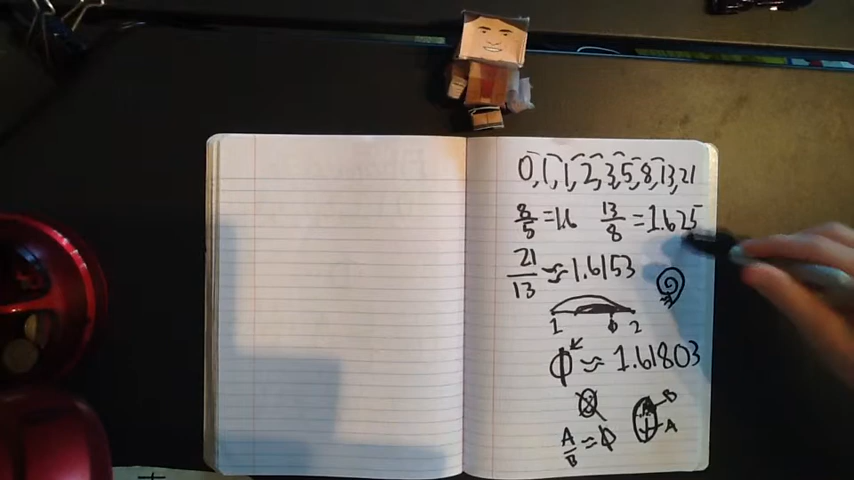 0, 1, 1, 2, 3, 5, 8, 13, 21
8/5 = 1.6 13/8 = 1.625
21/13 ≈ 1.6153
1 ϕ 2
ϕ ≈ 1.61803
B
A
A/B ≈ ϕ